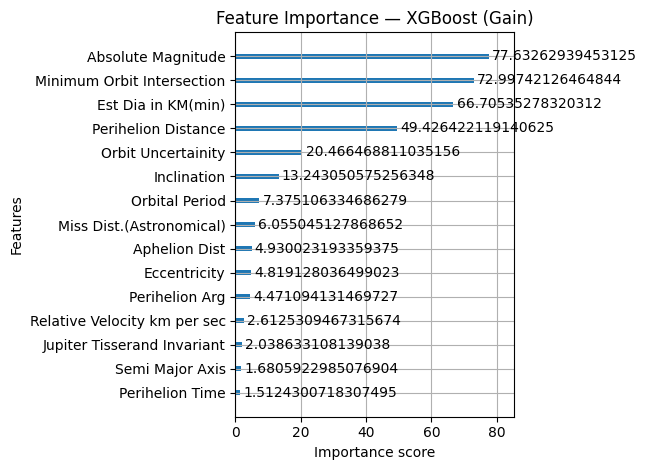 Feature Importance — XGBoost (Gain)
Absolute Magnitude 77.63262939453125
Minimum Orbit Intersection 72.99742126464844
Est Dia in KM(min) 66.70535278320312
Perihelion Distance 49.426422119140625
Orbit Uncertainity 20.466468811035156
Inclination 13.243050575256348
Orbital Period 7.375106334686279
Miss Dist.(Astronomical) 6.055045127868652
Aphelion Dist 4.930023193359375
Eccentricity 4.819128036499023
Perihelion Arg 4.471094131469727
Relative Velocity km per sec 2.6125309467315674
Jupiter Tisserand Invariant 2.038633108139038
Semi Major Axis 1.6805922985076904
Perihelion Time 1.5124300718307495
0 20 40 60 80
Importance score
Features